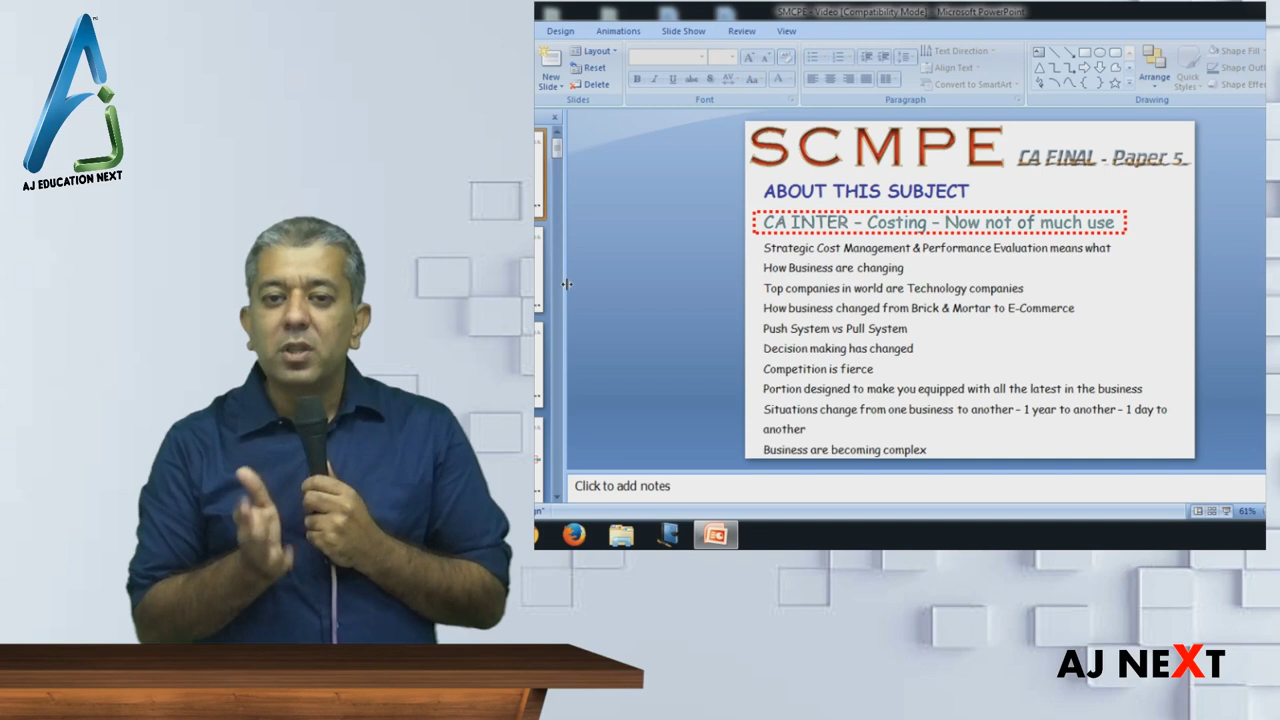 AJ EDUCATION NEXT
SMCPE - Video [Compatibility Mode] - Microsoft PowerPoint
Design Animations Slide Show Review View
New Slide
Layout
Reset
Delete
Text Direction
Align Text
Convert to SmartArt
Arrange
Quick Styles
Shape Fill
Shape Outl
Shape Effe
Slides Font Paragraph Drawing
SCMPE CA FINAL - Paper 5.
ABOUT THIS SUBJECT
CA INTER – Costing – Now not of much use
Strategic Cost Management & Performance Evaluation means what
How Business are changing
Top companies in world are Technology companies
How business changed from Brick & Mortar to E-Commerce
Push System vs Pull System
Decision making has changed
Competition is fierce
Portion designed to make you equipped with all the latest in the business
Situations change from one business to another – 1 year to another – 1 day to
another
Business are becoming complex
Click to add notes
61%
AJ NEXT